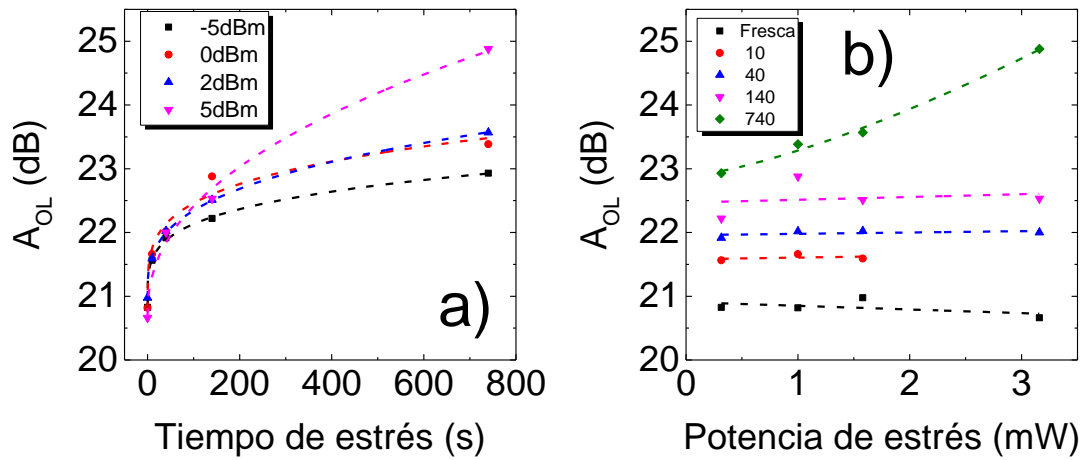 -5dBm
0dBm
2dBm
5dBm
a)
25
24
23
22
21
20
A_OL (dB)
0 200 400 600 800
Tiempo de estrés (s)
Fresca
10
40
140
740
b)
25
24
23
22
21
20
A_OL (dB)
0 1 2 3
Potencia de estrés (mW)